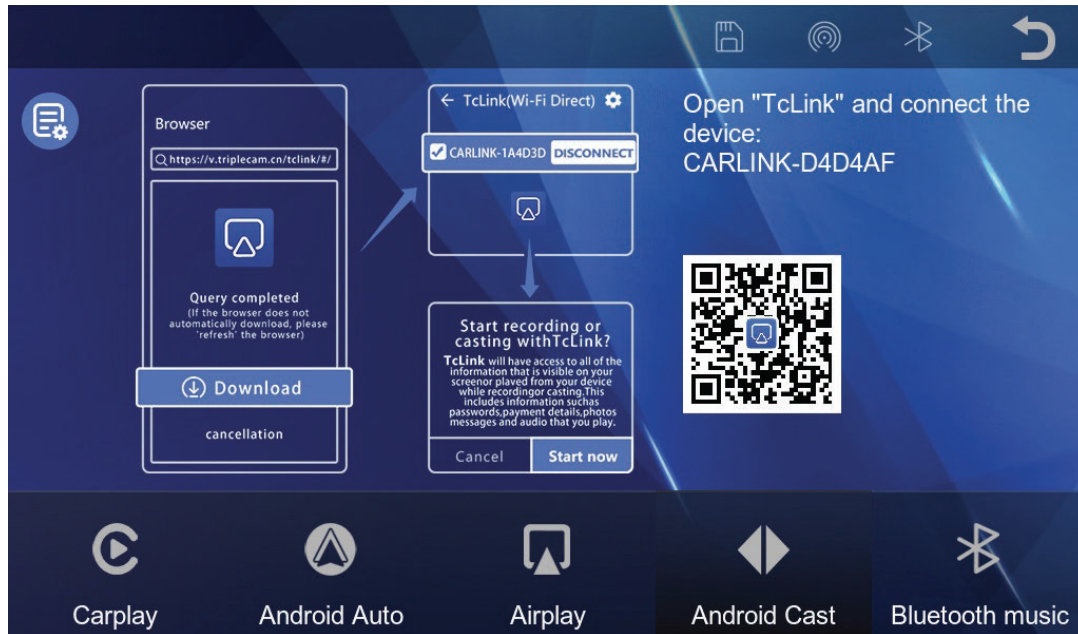 Browser
https://v.triplecam.cn/tclink/#/
Query completed
(If the browser does not
automatically download, please
'refresh' the browser)
Download
cancellation
TcLink(Wi-Fi Direct)
CARLINK-1A4D3D DISCONNECT
Start recording or
casting withTcLink?
TcLink will have access to all of the
information that is visible on your
screenor plaved from your device
while recordingor casting.This
includes information suchas
passwords,payment details,photos
messages and audio that you play.
Cancel Start now
Open "TcLink" and connect the
device:
CARLINK-D4D4AF
Carplay Android Auto Airplay Android Cast Bluetooth music